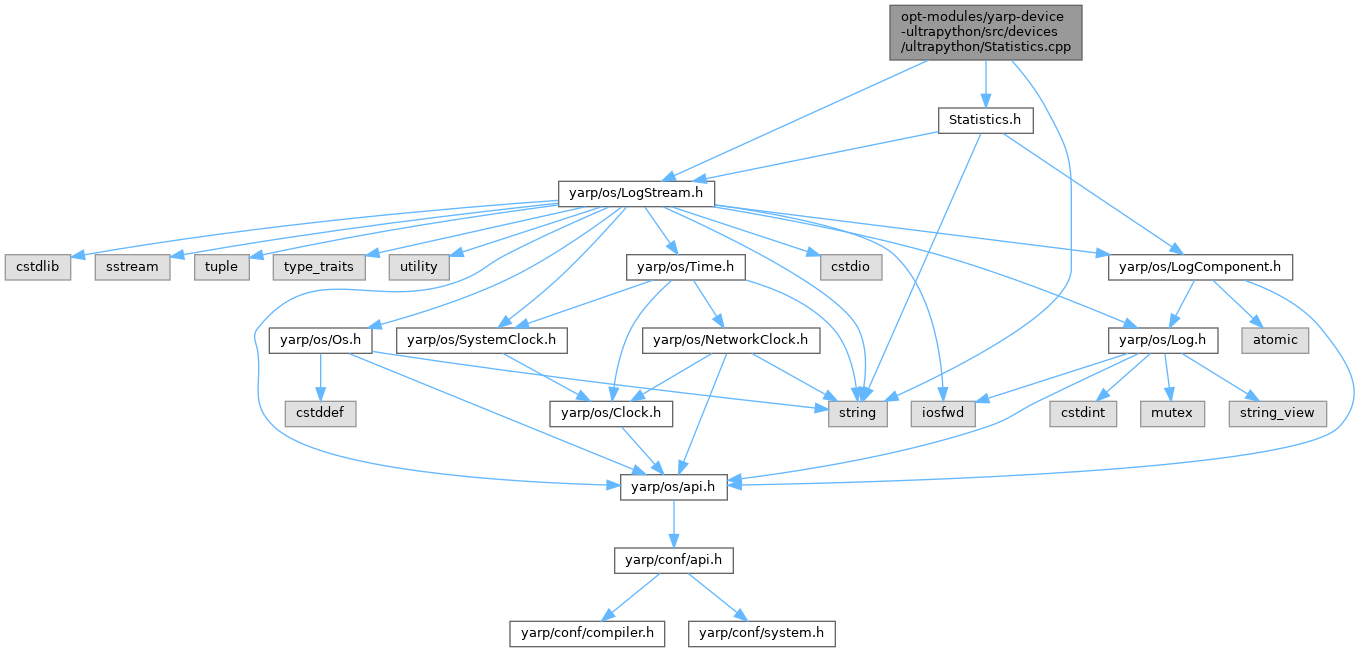 opt-modules/yarp-device
-ultrapython/src/devices
/ultrapython/Statistics.cpp
Statistics.h
yarp/os/LogStream.h
cstdlib
sstream
tuple
type_traits
utility
yarp/os/Time.h
cstdio
yarp/os/LogComponent.h
yarp/os/Os.h
yarp/os/SystemClock.h
yarp/os/NetworkClock.h
yarp/os/Log.h
atomic
cstddef
yarp/os/Clock.h
string
iosfwd
cstdint
mutex
string_view
yarp/os/api.h
yarp/conf/api.h
yarp/conf/compiler.h
yarp/conf/system.h